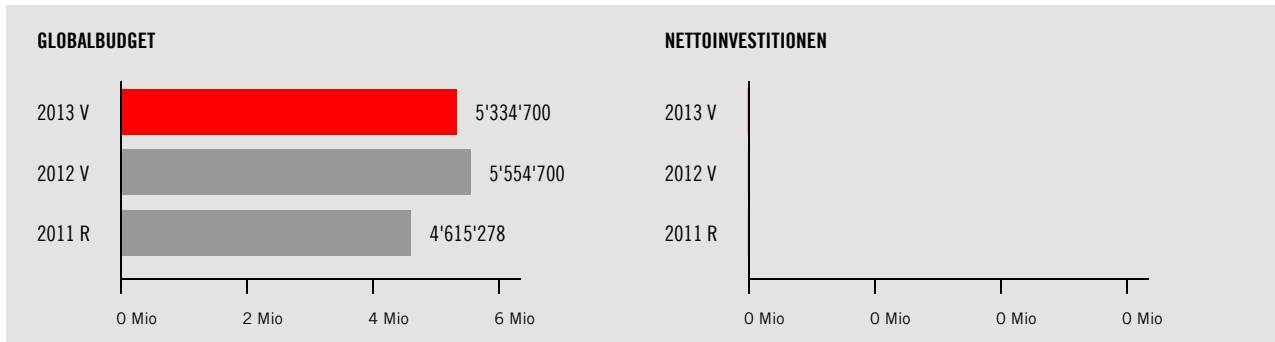 GLOBALBUDGET
2013 V 5'334'700
2012 V 5'554'700
2011 R 4'615'278
0 Mio 2 Mio 4 Mio 6 Mio
NETTOINVESTITIONEN
2013 V
2012 V
2011 R
0 Mio 0 Mio 0 Mio 0 Mio